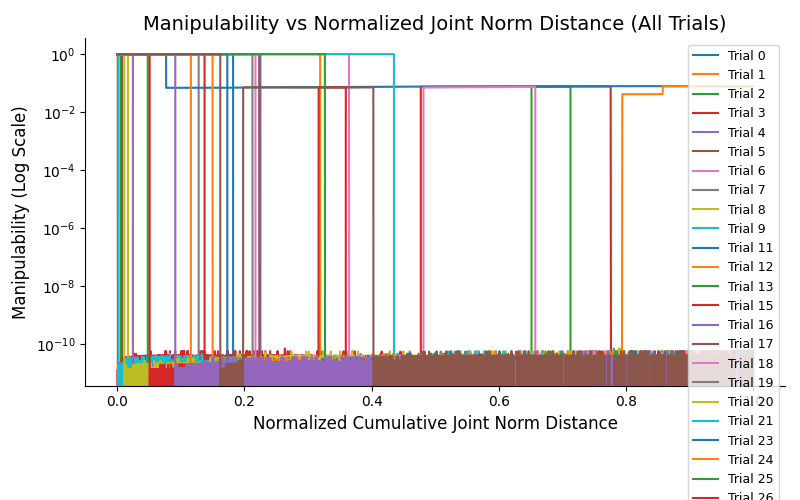 Manipulability vs Normalized Joint Norm Distance (All Trials)
Manipulability (Log Scale)
10^0
10^-2
10^-4
10^-6
10^-8
10^-10
0.0 0.2 0.4 0.6 0.8
Normalized Cumulative Joint Norm Distance
Trial 0
Trial 1
Trial 2
Trial 3
Trial 4
Trial 5
Trial 6
Trial 7
Trial 8
Trial 9
Trial 11
Trial 12
Trial 13
Trial 15
Trial 16
Trial 17
Trial 18
Trial 19
Trial 20
Trial 21
Trial 23
Trial 24
Trial 25
Trial 26